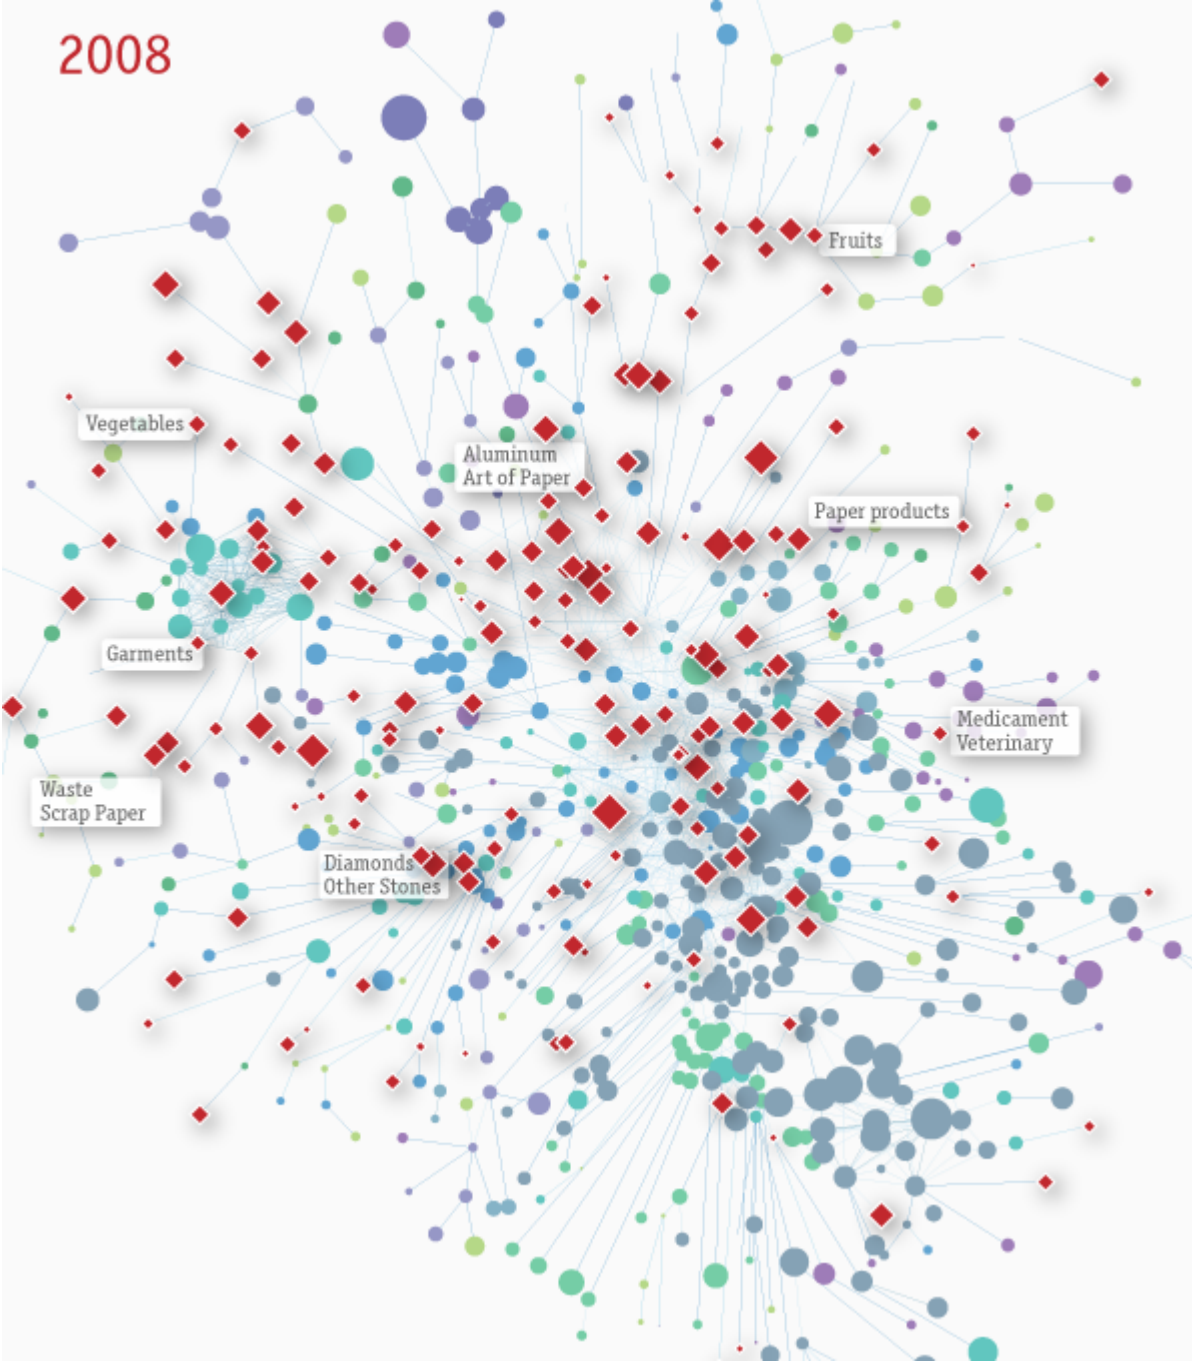 2008
Fruits
Vegetables
Aluminum
Art of Paper
Paper products
Garments
Medicament
Veterinary
Waste
Scrap Paper
Diamonds
Other Stones